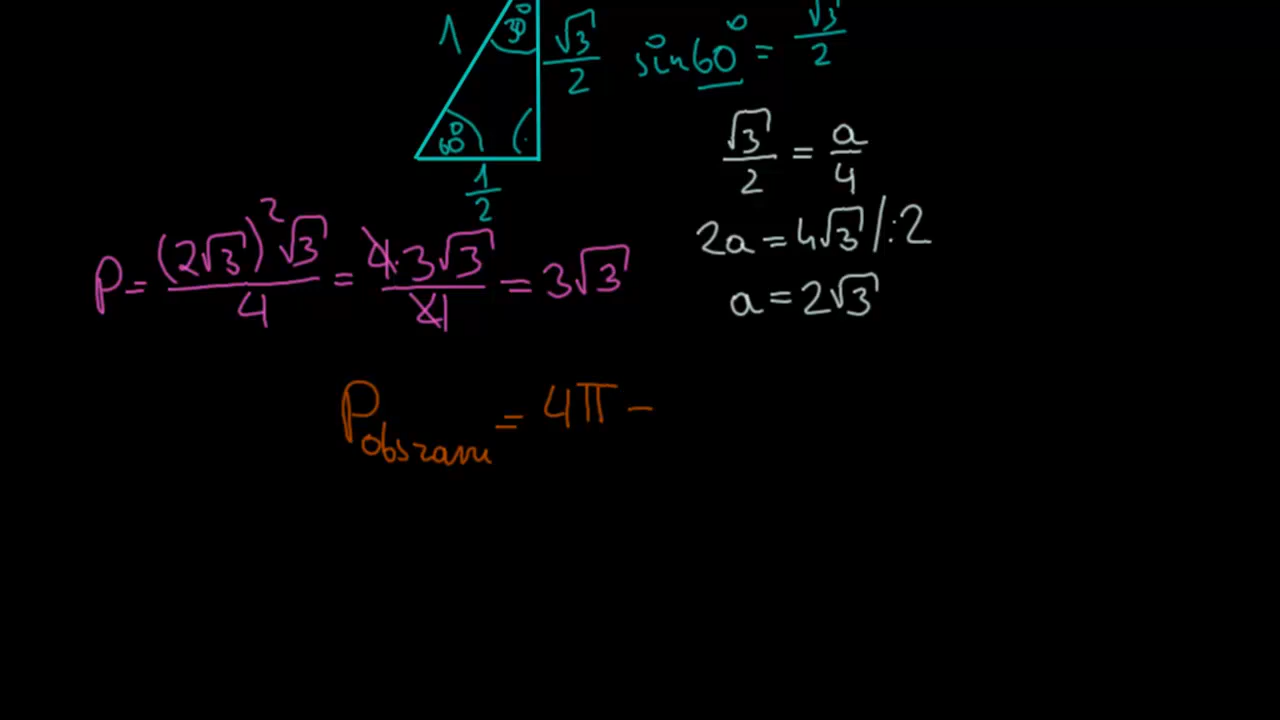 1
30°
√3/2
sin60° = √3/2
60°
1/2
√3/2 = a/4
2a = 4√3 /:2
a = 2√3
P = (2√3)²√3/4 = 4·3√3/4 = 3√3
P obszaru = 4π −